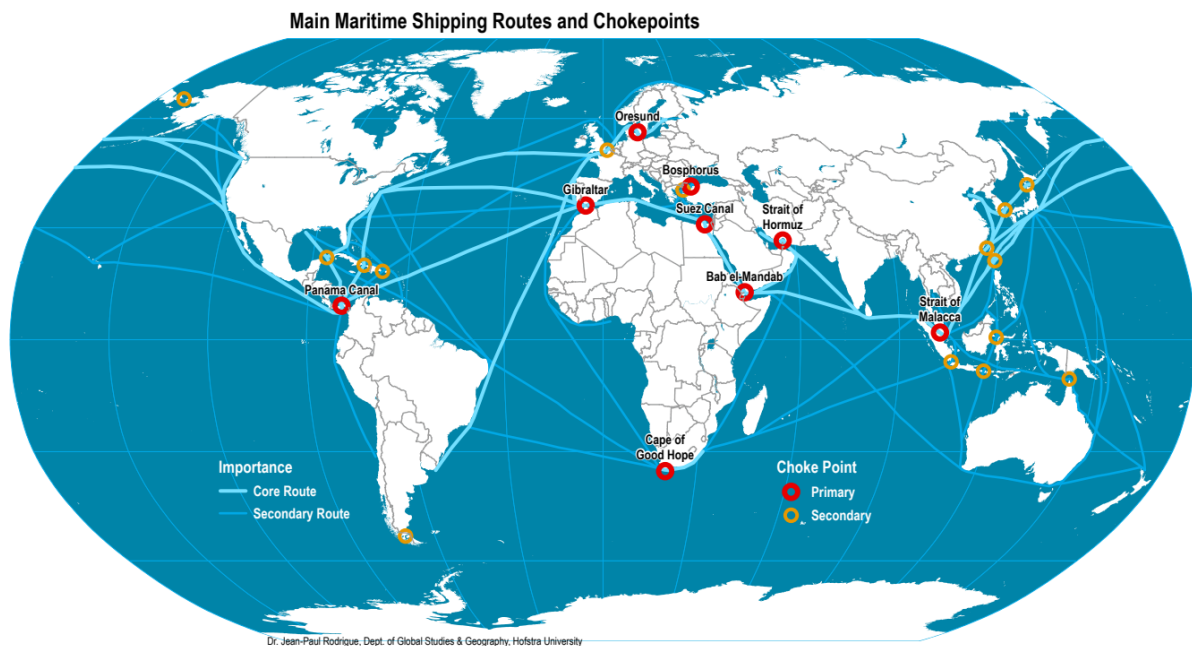 Main Maritime Shipping Routes and Chokepoints
Oresund
Bosphorus
Gibraltar
Suez Canal
Strait of
Hormuz
Bab el-Mandab
Panama Canal
Strait of
Malacca
Cape of
Good Hope
Importance
Core Route
Secondary Route
Choke Point
Primary
Secondary
Dr. Jean-Paul Rodrigue, Dept. of Global Studies & Geography, Hofstra University